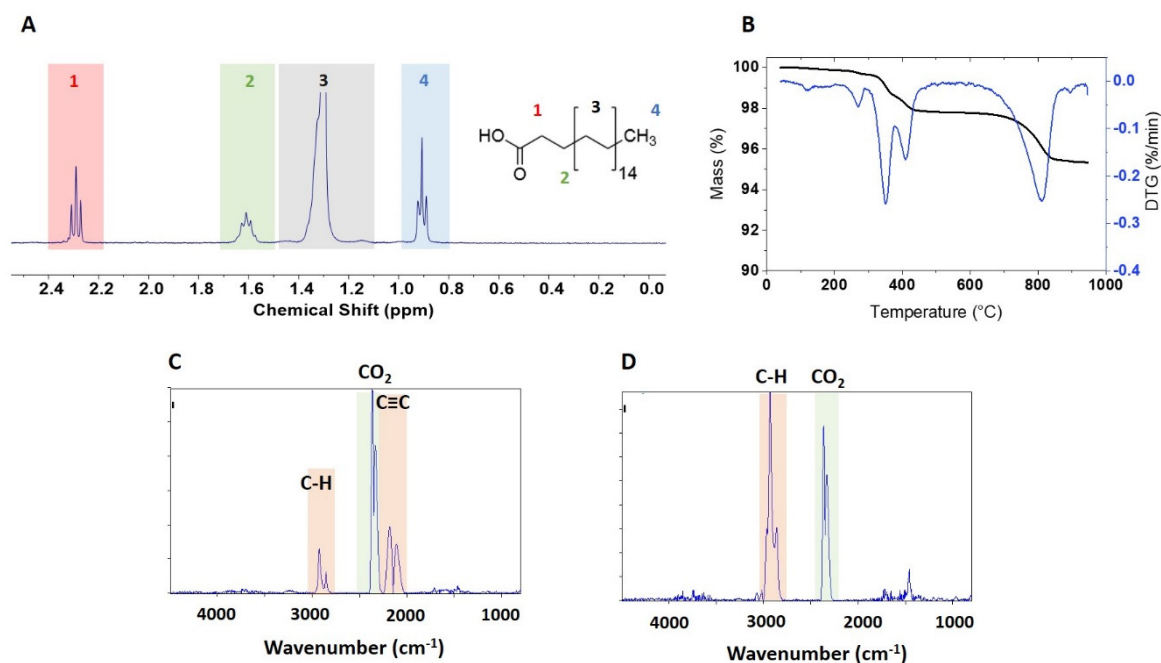 A
1
2
3
4
1
3
4
HO
O
2
14
CH3
2.4 2.2 2.0 1.8 1.6 1.4 1.2 1.0 0.8 0.6 0.4 0.2 0.0
Chemical Shift (ppm)
B
100
98
96
94
92
90
Mass (%)
0.0
-0.1
-0.2
-0.3
-0.4
DTG (%/min)
0 200 400 600 800 1000
Temperature (°C)
C
CO2
C≡C
C-H
4000 3000 2000 1000
Wavenumber (cm-1)
D
C-H
CO2
4000 3000 2000 1000
Wavenumber (cm-1)